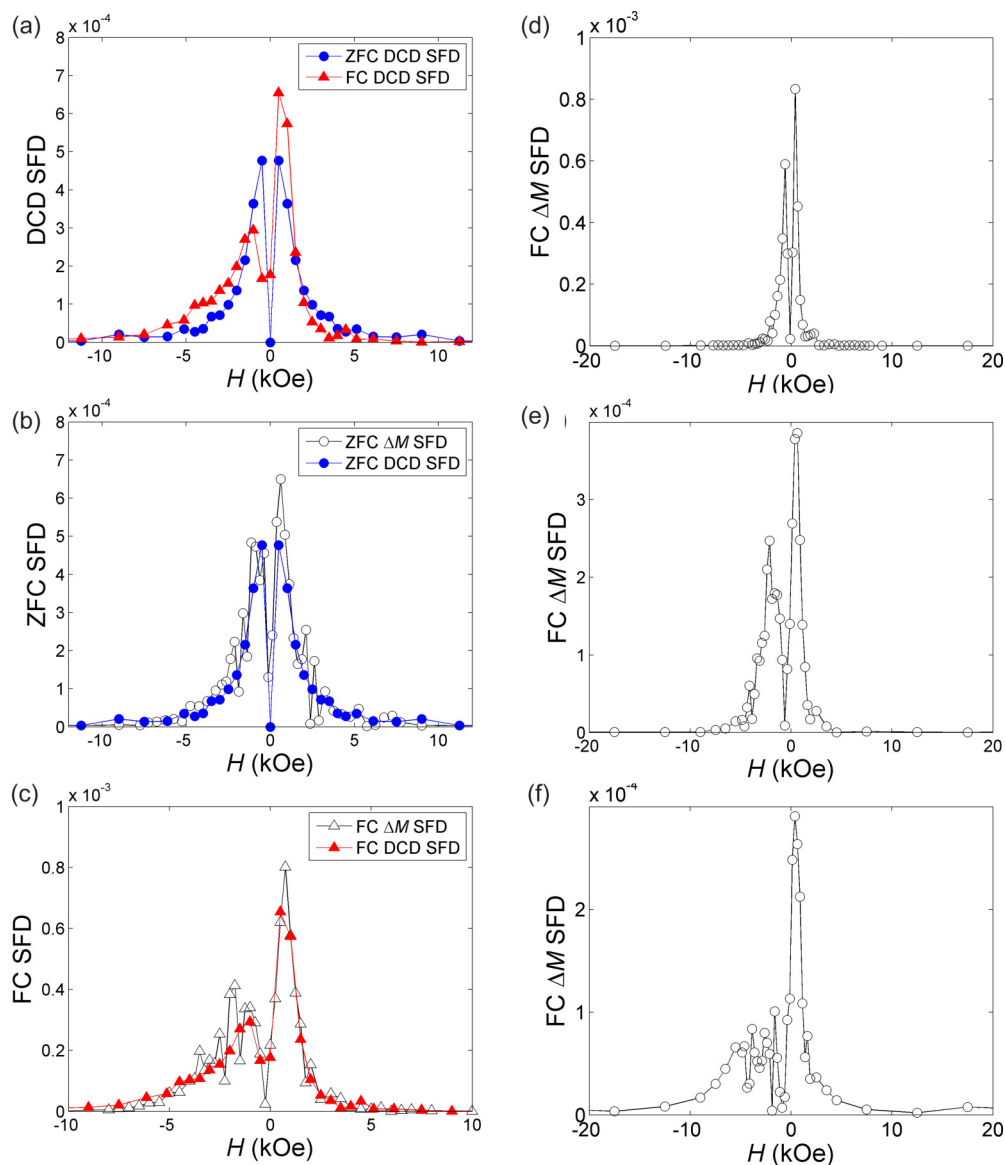 (a)
x 10⁻⁴
8
7
6
5
4
3
2
1
0
DCD SFD
ZFC DCD SFD
FC DCD SFD
-10 -5 0 5 10
H (kOe)
(b)
x 10⁻⁴
8
7
6
5
4
3
2
1
0
ZFC SFD
ZFC ΔM SFD
ZFC DCD SFD
-10 -5 0 5 10
H (kOe)
(c)
x 10⁻³
1
0.8
0.6
0.4
0.2
0
FC SFD
FC ΔM SFD
FC DCD SFD
-10 -5 0 5 10
H (kOe)
(d)
x 10⁻³
1
0.8
0.6
0.4
0.2
0
FC ΔM SFD
-20 -10 0 10 20
H (kOe)
(e)
x 10⁻⁴
4
3
2
1
0
FC ΔM SFD
-20 -10 0 10 20
H (kOe)
(f)
x 10⁻⁴
2
1
0
FC ΔM SFD
-20 -10 0 10 20
H (kOe)